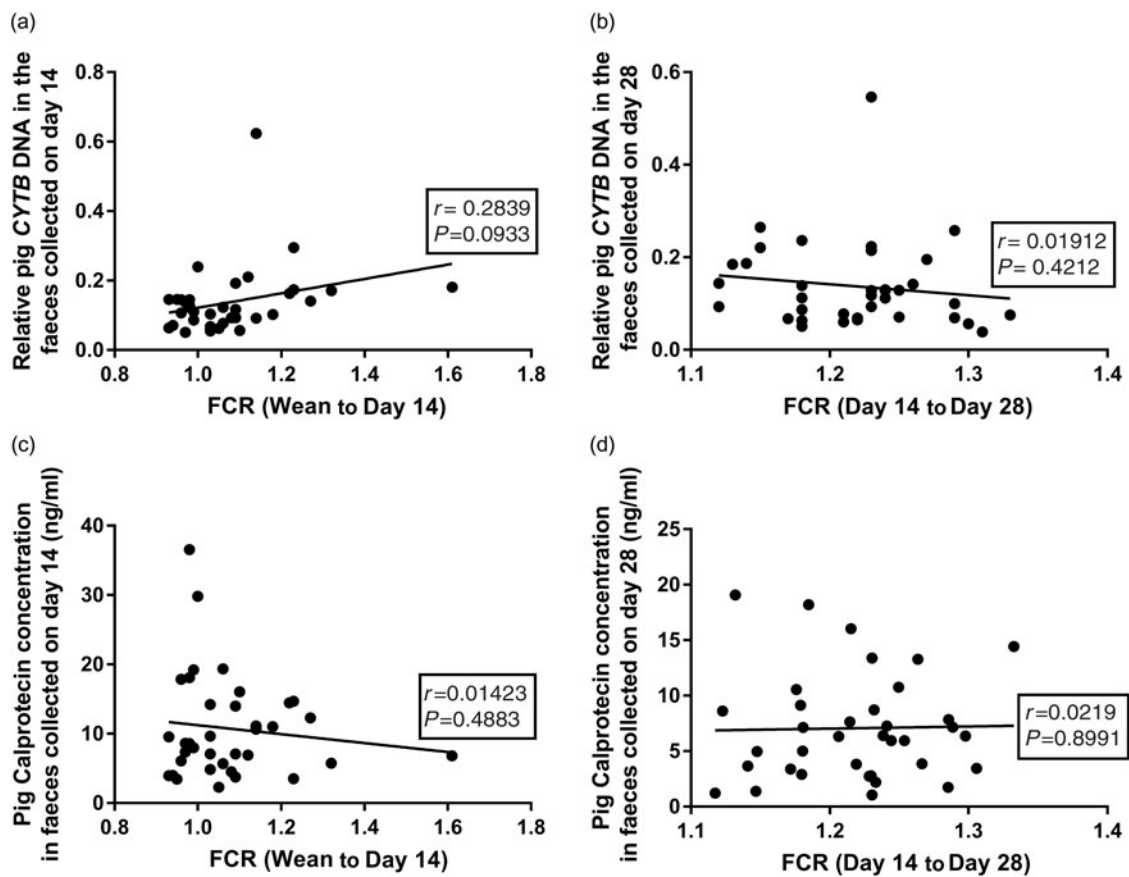 (a)
Relative pig CYTB DNA in the
faeces collected on day 14
0.8
0.6
0.4
0.2
0.0
r= 0.2839
P=0.0933
0.8 1.0 1.2 1.4 1.6 1.8
FCR (Wean to Day 14)
(b)
Relative pig CYTB DNA in the
faeces collected on day 28
0.6
0.4
0.2
0.0
r= 0.01912
P= 0.4212
1.1 1.2 1.3 1.4
FCR (Day 14 to Day 28)
(c)
Pig Calprotecin concentration
in faeces collected on day 14 (ng/ml)
40
30
20
10
0
r=0.01423
P=0.4883
0.8 1.0 1.2 1.4 1.6 1.8
FCR (Wean to Day 14)
(d)
Pig Calprotecin concentration
in faeces collected on day 28 (ng/ml)
25
20
15
10
5
0
r=0.0219
P=0.8991
1.1 1.2 1.3 1.4
FCR (Day 14 to Day 28)